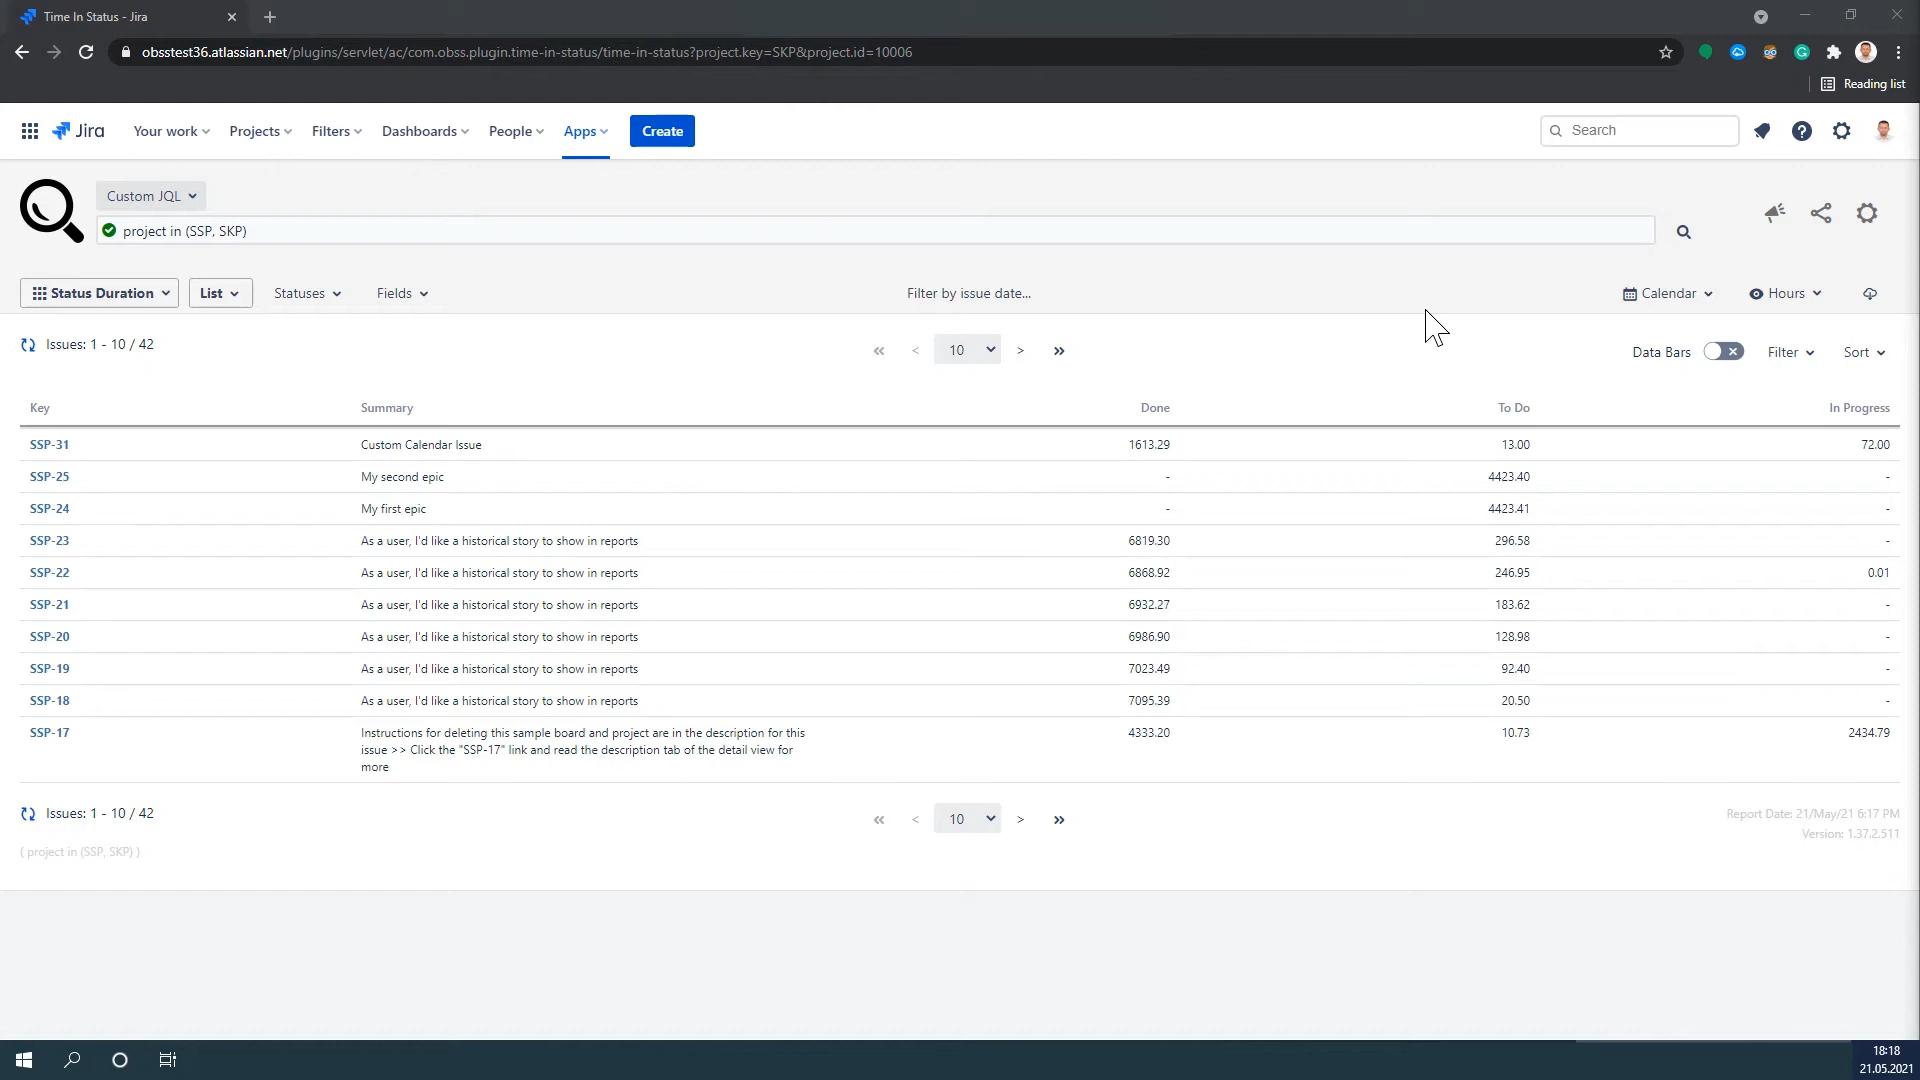 Time In Status - Jira
obsstest36.atlassian.net/plugins/servlet/ac/com.obss.plugin.time-in-status/time-in-status?project.key=SKP&project.id=10006
Reading list
Jira
Your work
Projects
Filters
Dashboards
People
Apps
Create
Search
Custom JQL
project in (SSP, SKP)
Status Duration
List
Statuses
Fields
Filter by issue date...
Calendar
Hours
Issues: 1 - 10 / 42
« < 10 > »
Data Bars
Filter
Sort
Key Summary Done To Do In Progress
SSP-31 Custom Calendar Issue 1613.29 13.00 72.00
SSP-25 My second epic - 4423.40 -
SSP-24 My first epic - 4423.41 -
SSP-23 As a user, I'd like a historical story to show in reports 6819.30 296.58 -
SSP-22 As a user, I'd like a historical story to show in reports 6868.92 246.95 0.01
SSP-21 As a user, I'd like a historical story to show in reports 6932.27 183.62 -
SSP-20 As a user, I'd like a historical story to show in reports 6986.90 128.98 -
SSP-19 As a user, I'd like a historical story to show in reports 7023.49 92.40 -
SSP-18 As a user, I'd like a historical story to show in reports 7095.39 20.50 -
SSP-17 Instructions for deleting this sample board and project are in the description for this 4333.20 10.73 2434.79
issue >> Click the "SSP-17" link and read the description tab of the detail view for
more
Issues: 1 - 10 / 42
« < 10 > »
Report Date: 21/May/21 6:17 PM
Version: 1.37.2.511
( project in (SSP, SKP) )
18:18
21.05.2021